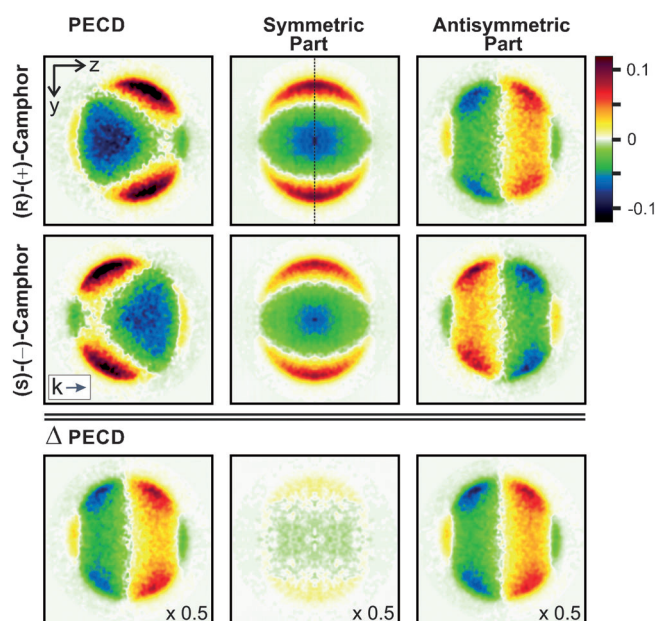 PECD
Symmetric
Part
Antisymmetric
Part
z
y
(R)-(+)-Camphor
0.1
0
-0.1
(S)-(−)-Camphor
k →
Δ PECD
x 0.5
x 0.5
x 0.5